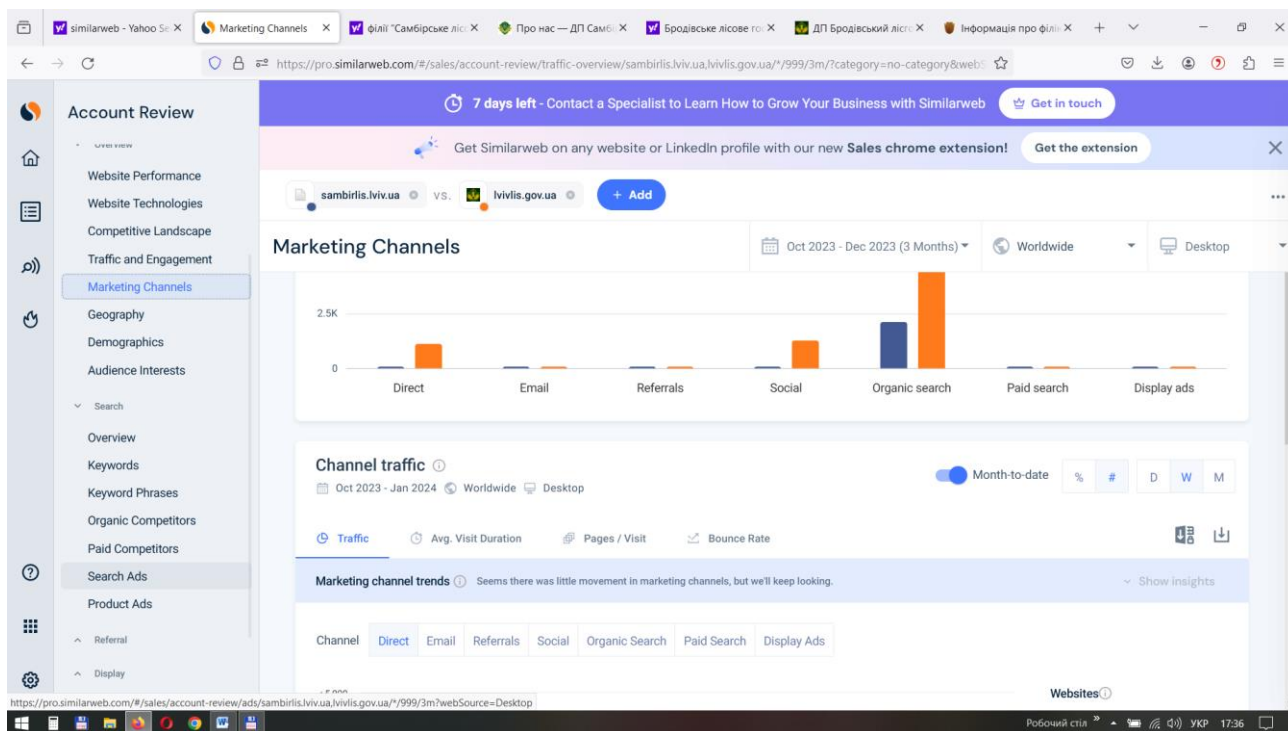 similarweb - Yahoo Se
Marketing Channels
філії "Самбірське ліс
Про нас — ДП Самбі
Бродівське лісове го
ДП Бродівський лісго
Інформація про філі
https://pro.similarweb.com/#/sales/account-review/traffic-overview/sambirlis.lviv.ua,lvivlis.gov.ua/*/999/3m/?category=no-category&webS
Account Review
7 days left - Contact a Specialist to Learn How to Grow Your Business with Similarweb
Get in touch
Get Similarweb on any website or LinkedIn profile with our new Sales chrome extension!
Get the extension
Overview
Website Performance
Website Technologies
Competitive Landscape
Traffic and Engagement
Marketing Channels
Geography
Demographics
Audience Interests
Search
Overview
Keywords
Keyword Phrases
Organic Competitors
Paid Competitors
Search Ads
Product Ads
Referral
Display
sambirlis.lviv.ua
VS.
lvivlis.gov.ua
+ Add
Marketing Channels
Oct 2023 - Dec 2023 (3 Months)
Worldwide
Desktop
2.5K
0
Direct Email Referrals Social Organic search Paid search Display ads
Channel traffic
Oct 2023 - Jan 2024 Worldwide Desktop
Month-to-date
% # D W M
Traffic Avg. Visit Duration Pages / Visit Bounce Rate
Marketing channel trends Seems there was little movement in marketing channels, but we'll keep looking.
Show insights
Channel Direct Email Referrals Social Organic Search Paid Search Display Ads
Websites
https://pro.similarweb.com/#/sales/account-review/ads/sambirlis.lviv.ua,lvivlis.gov.ua/*/999/3m?webSource=Desktop
Робочий стіл
УКР 17:36